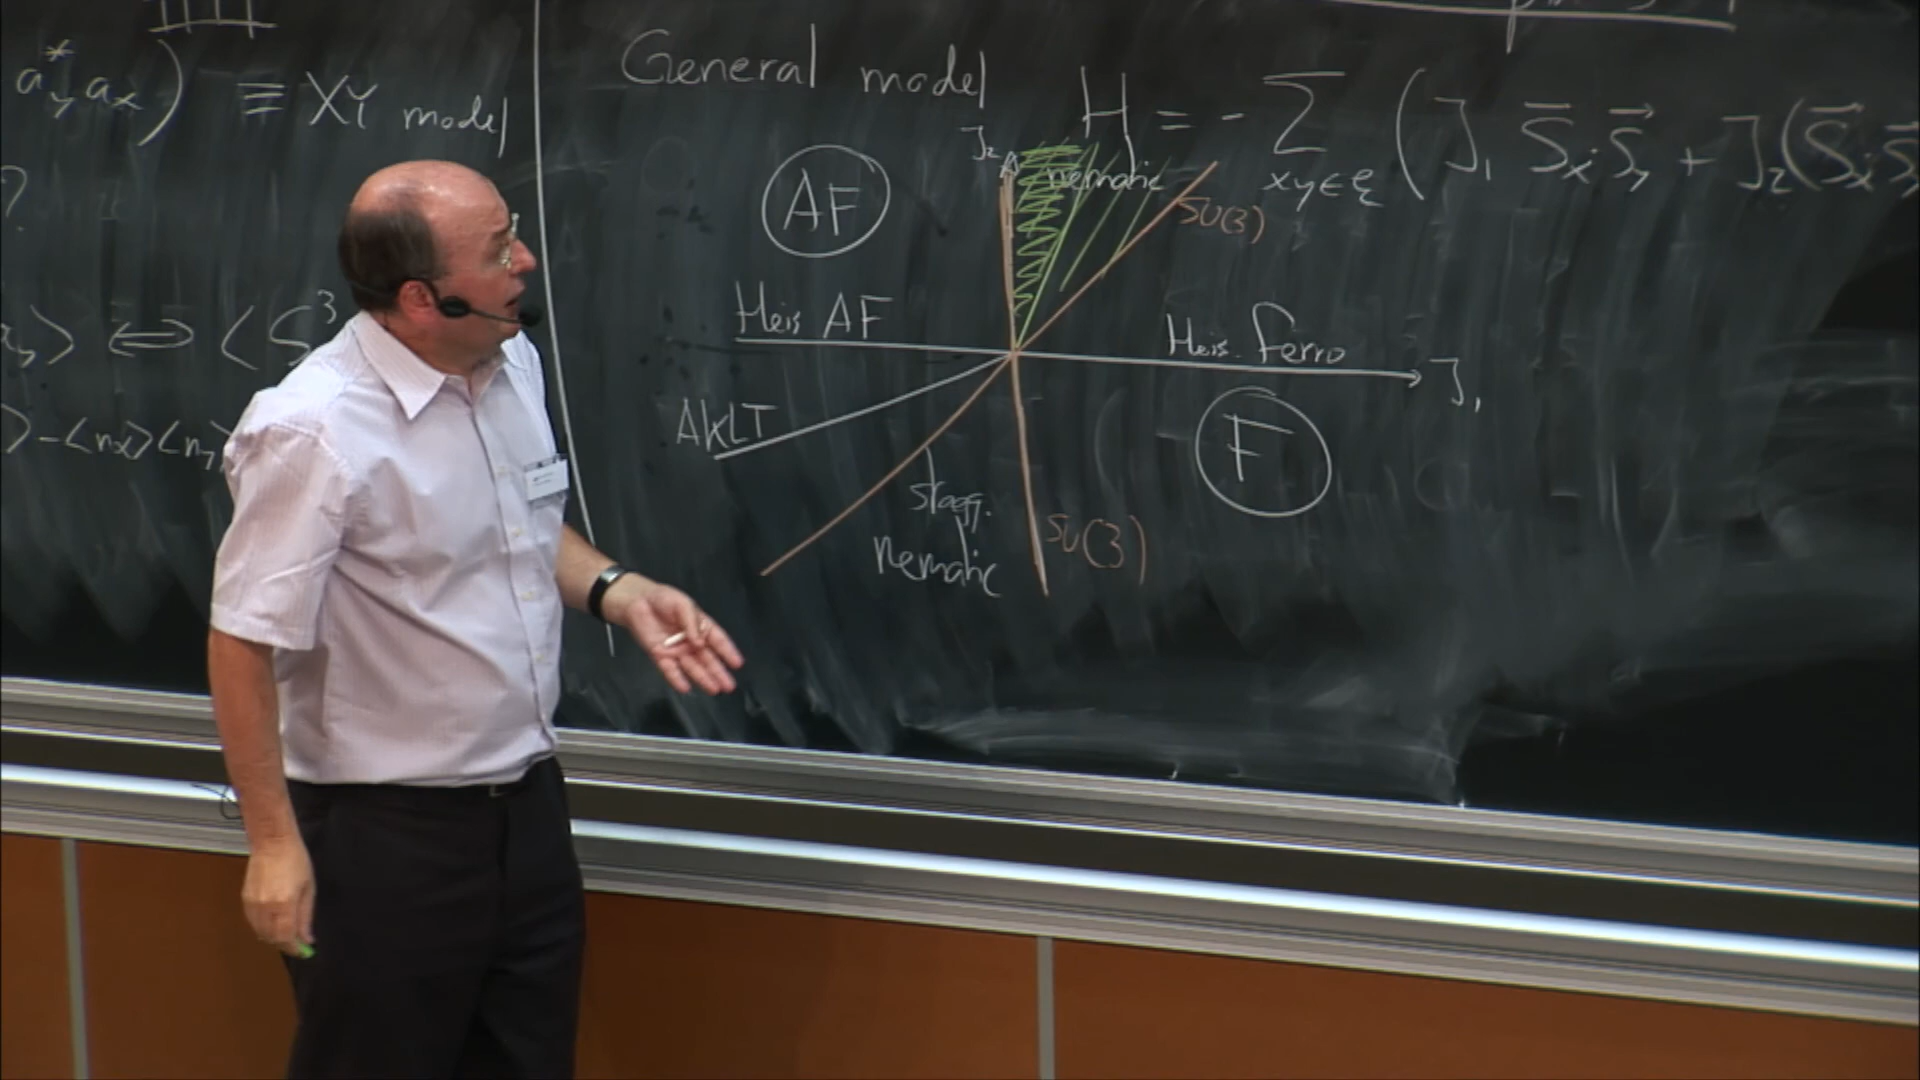 a*y ax ) ≡ XY model
?
⟩ ⟺ ⟨S³
⟩-⟨nx⟩⟨ny⟩
General model H = - Σ ( J₁ S⃗x·S⃗y + J₂(S⃗x·S⃗
xy∈ℰ
J₂
nematic
AF
SU(3)
Heis AF
Heis. ferro
J₁
AKLT
F
stagg.
nematic
SU(3)